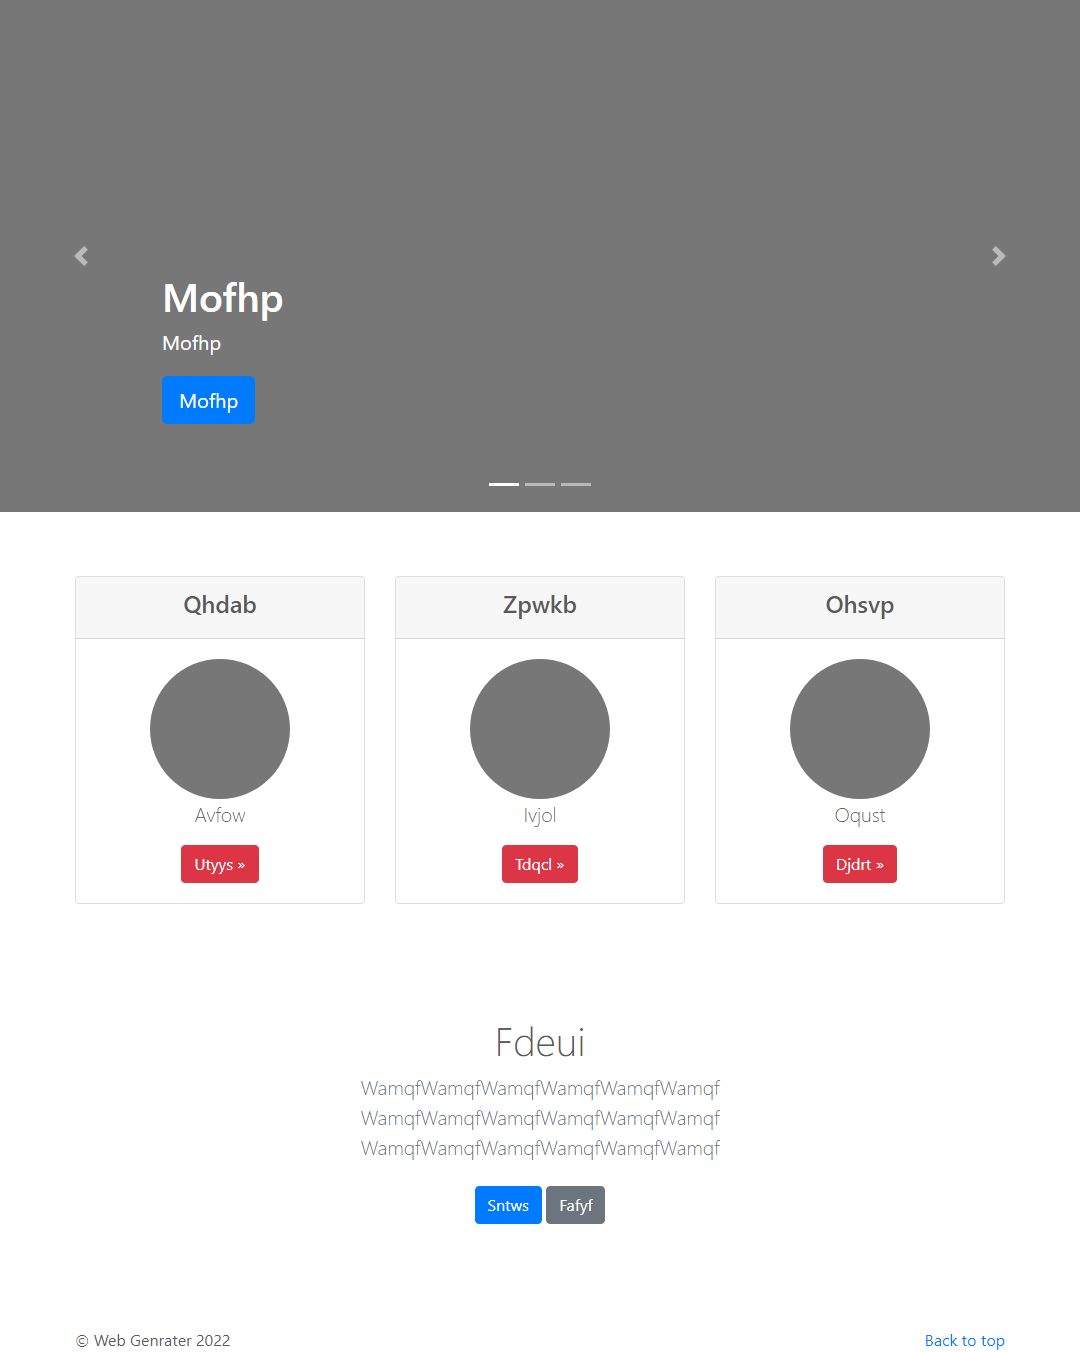 Mofhp
Mofhp
Mofhp
Qhdab
Zpwkb
Ohsvp
Avfow
Ivjol
Oqust
Utyys »
Tdqcl »
Djdrt »
Fdeui
WamqfWamqfWamqfWamqfWamqfWamqf
WamqfWamqfWamqfWamqfWamqfWamqf
WamqfWamqfWamqfWamqfWamqfWamqf
Sntws
Fafyf
© Web Genrater 2022
Back to top